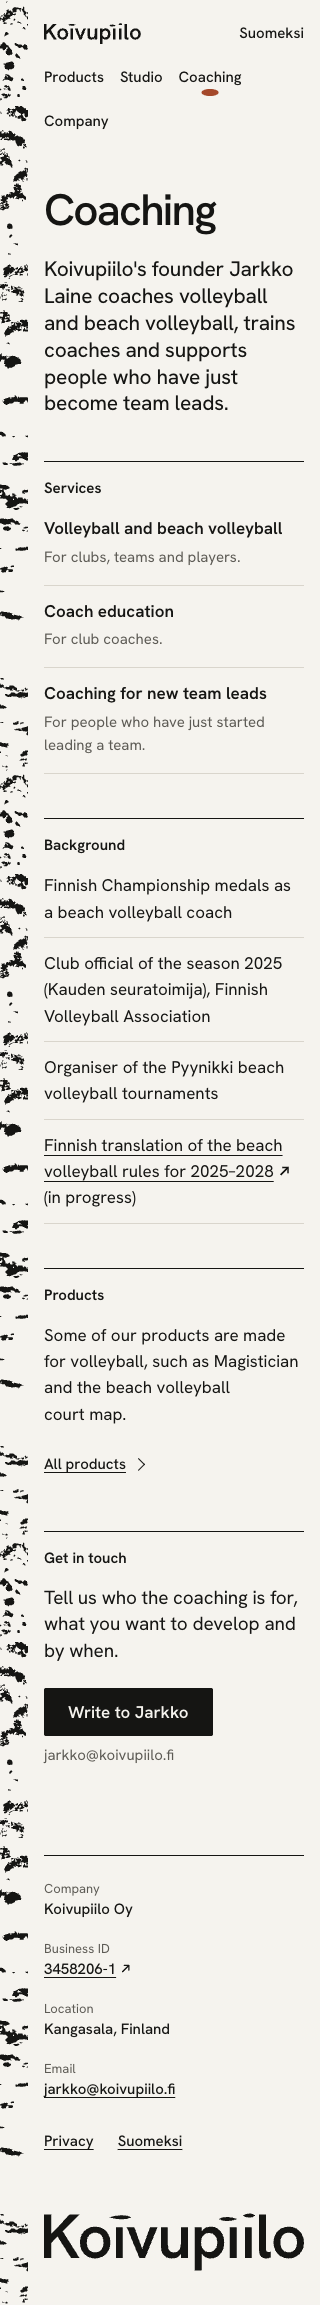 Koivupiilo
Suomeksi
Products Studio Coaching
Company
Coaching
Koivupiilo's founder Jarkko
Laine coaches volleyball
and beach volleyball, trains
coaches and supports
people who have just
become team leads.
Services
Volleyball and beach volleyball
For clubs, teams and players.
Coach education
For club coaches.
Coaching for new team leads
For people who have just started
leading a team.
Background
Finnish Championship medals as
a beach volleyball coach
Club official of the season 2025
(Kauden seuratoimija), Finnish
Volleyball Association
Organiser of the Pyynikki beach
volleyball tournaments
Finnish translation of the beach
volleyball rules for 2025–2028 ↗
(in progress)
Products
Some of our products are made
for volleyball, such as Magistician
and the beach volleyball
court map.
All products
Get in touch
Tell us who the coaching is for,
what you want to develop and
by when.
Write to Jarkko
jarkko@koivupiilo.fi
Company
Koivupiilo Oy
Business ID
3458206-1 ↗
Location
Kangasala, Finland
Email
jarkko@koivupiilo.fi
Privacy Suomeksi
Koivupiilo